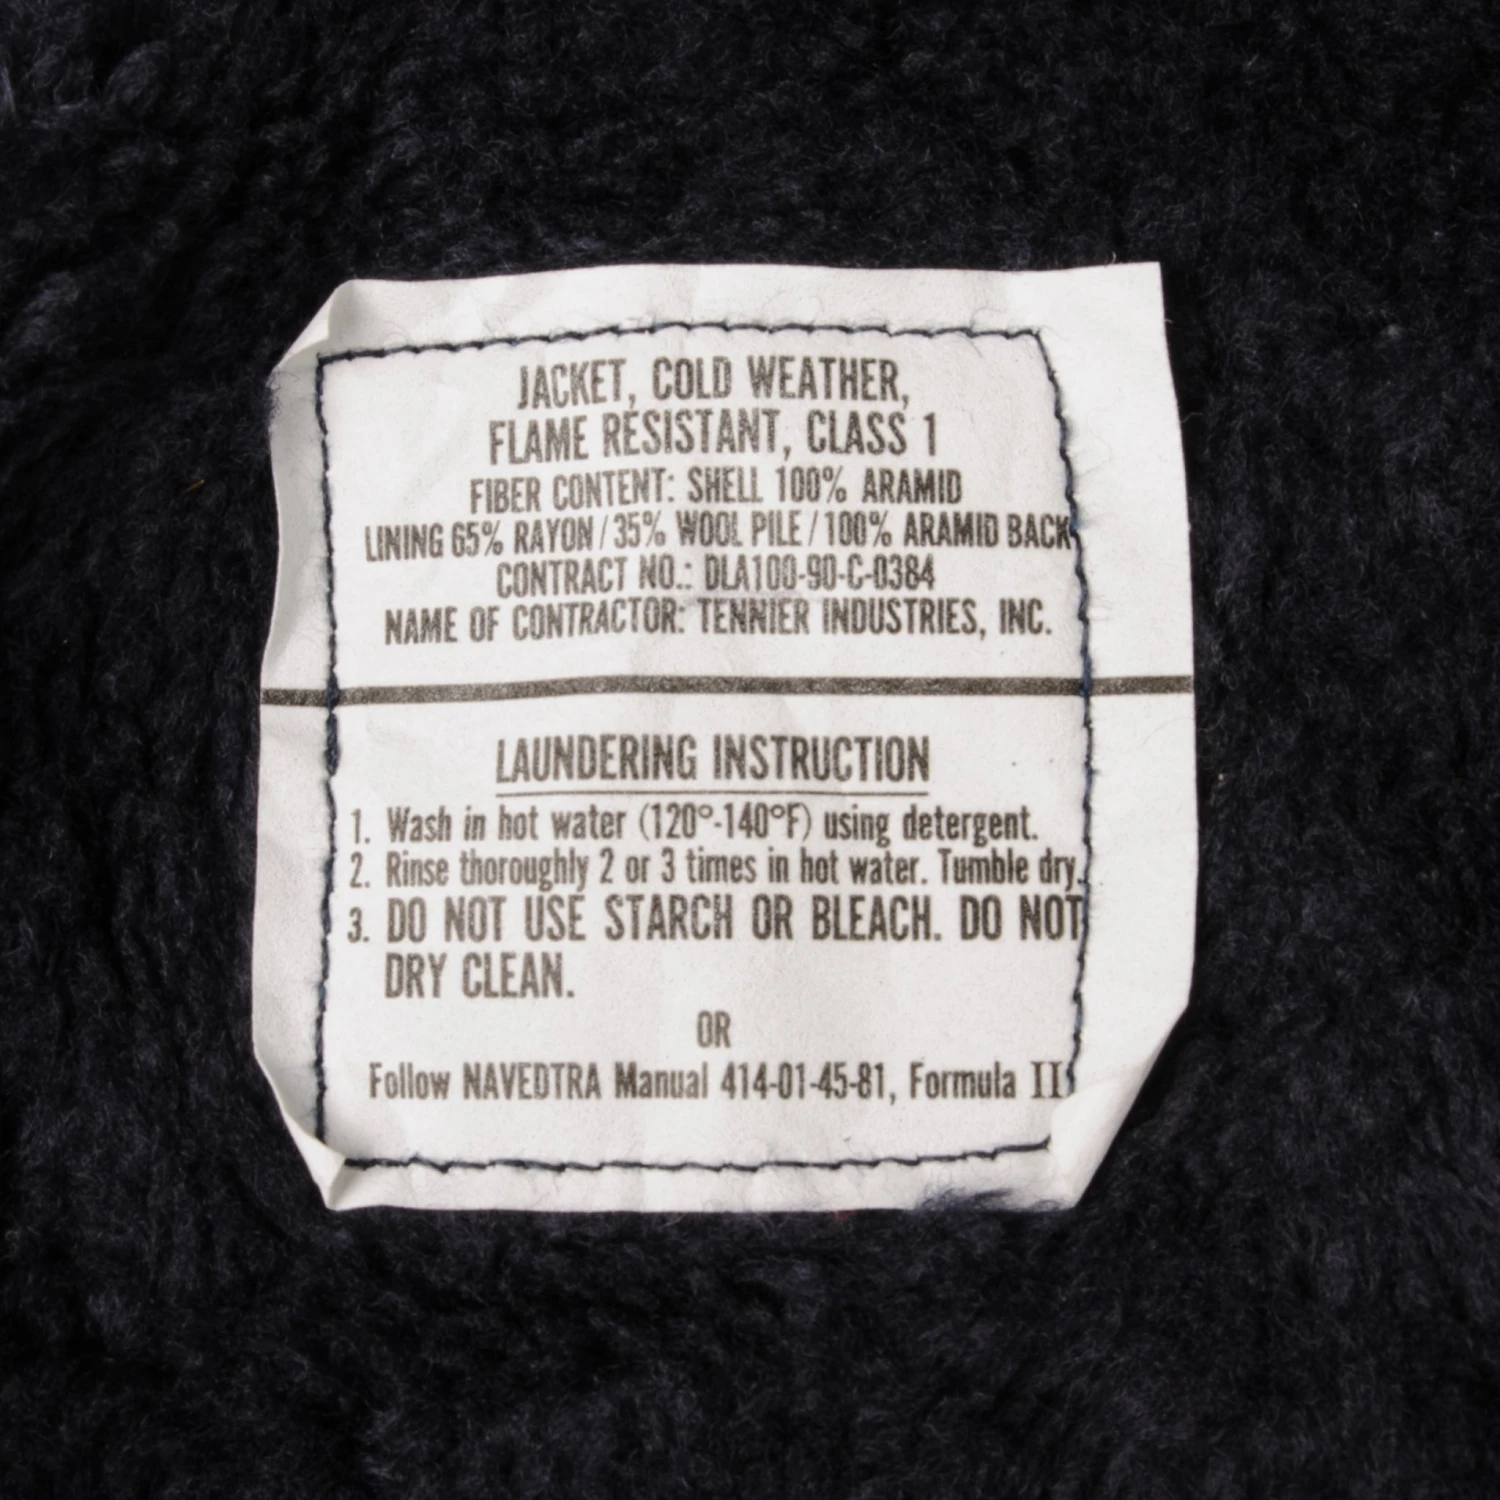 JACKET, COLD WEATHER,
FLAME RESISTANT, CLASS 1
FIBER CONTENT: SHELL 100% ARAMID
LINING 65% RAYON/35% WOOL PILE/100% ARAMID BACK
CONTRACT NO.: DLA100-90-C-0384
NAME OF CONTRACTOR: TENNIER INDUSTRIES, INC.
LAUNDERING INSTRUCTION
1. Wash in hot water (120°-140°F) using detergent.
2. Rinse thoroughly 2 or 3 times in hot water. Tumble dry.
3. DO NOT USE STARCH OR BLEACH. DO NOT
DRY CLEAN.
OR
Follow NAVEDTRA Manual 414-01-45-81, Formula II